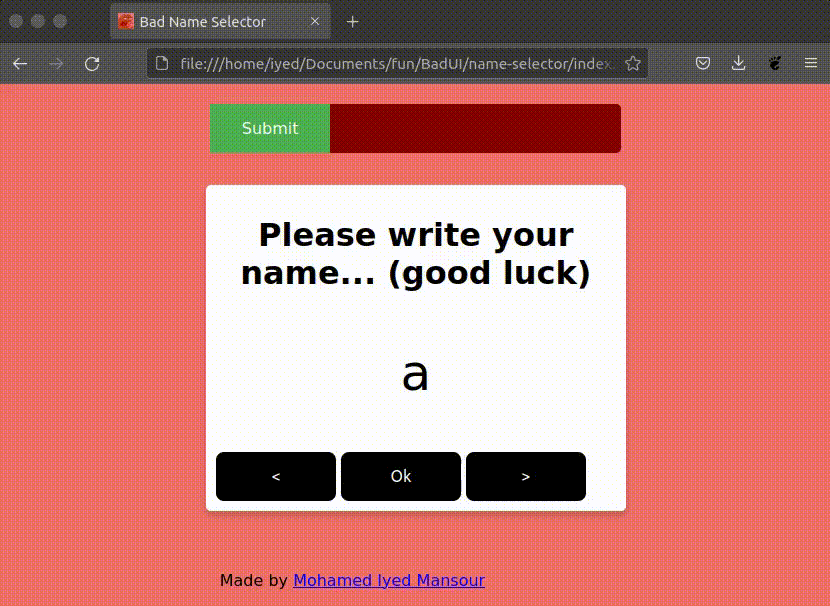 Bad Name Selector
file:///home/iyed/Documents/fun/BadUI/name-selector/index.
Submit
Please write your
name... (good luck)
a
< Ok >
Made by Mohamed Iyed Mansour